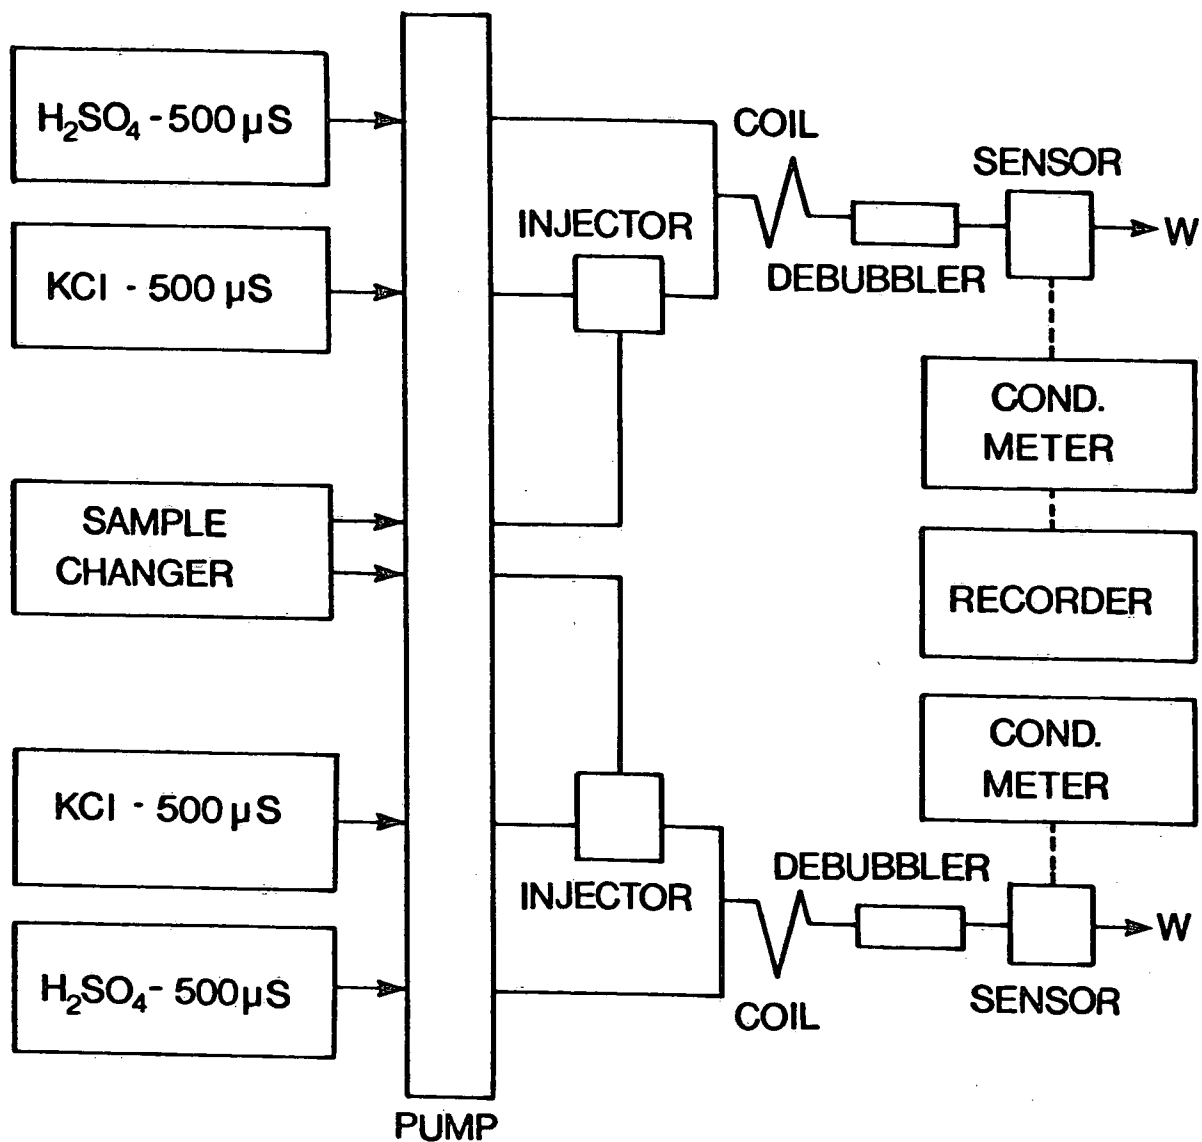 H₂SO₄ - 500 µS
KCl - 500 µS
SAMPLE
CHANGER
KCl - 500 µS
H₂SO₄ - 500 µS
PUMP
INJECTOR
COIL
DEBUBBLER
SENSOR
W
COND.
METER
RECORDER
COND.
METER
INJECTOR
DEBUBBLER
COIL
SENSOR
W